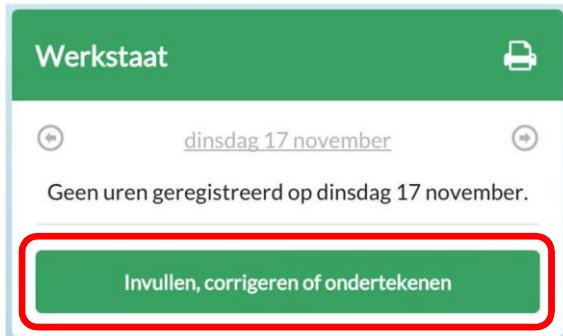 Werkstaat
dinsdag 17 november
Geen uren geregistreerd op dinsdag 17 november.
Invullen, corrigeren of ondertekenen